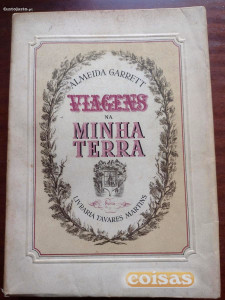 ALMEIDA GARRETT
VIAGENS
NA
MINHA
TERRA
LIVRARIA TAVARES MARTINS
coisas